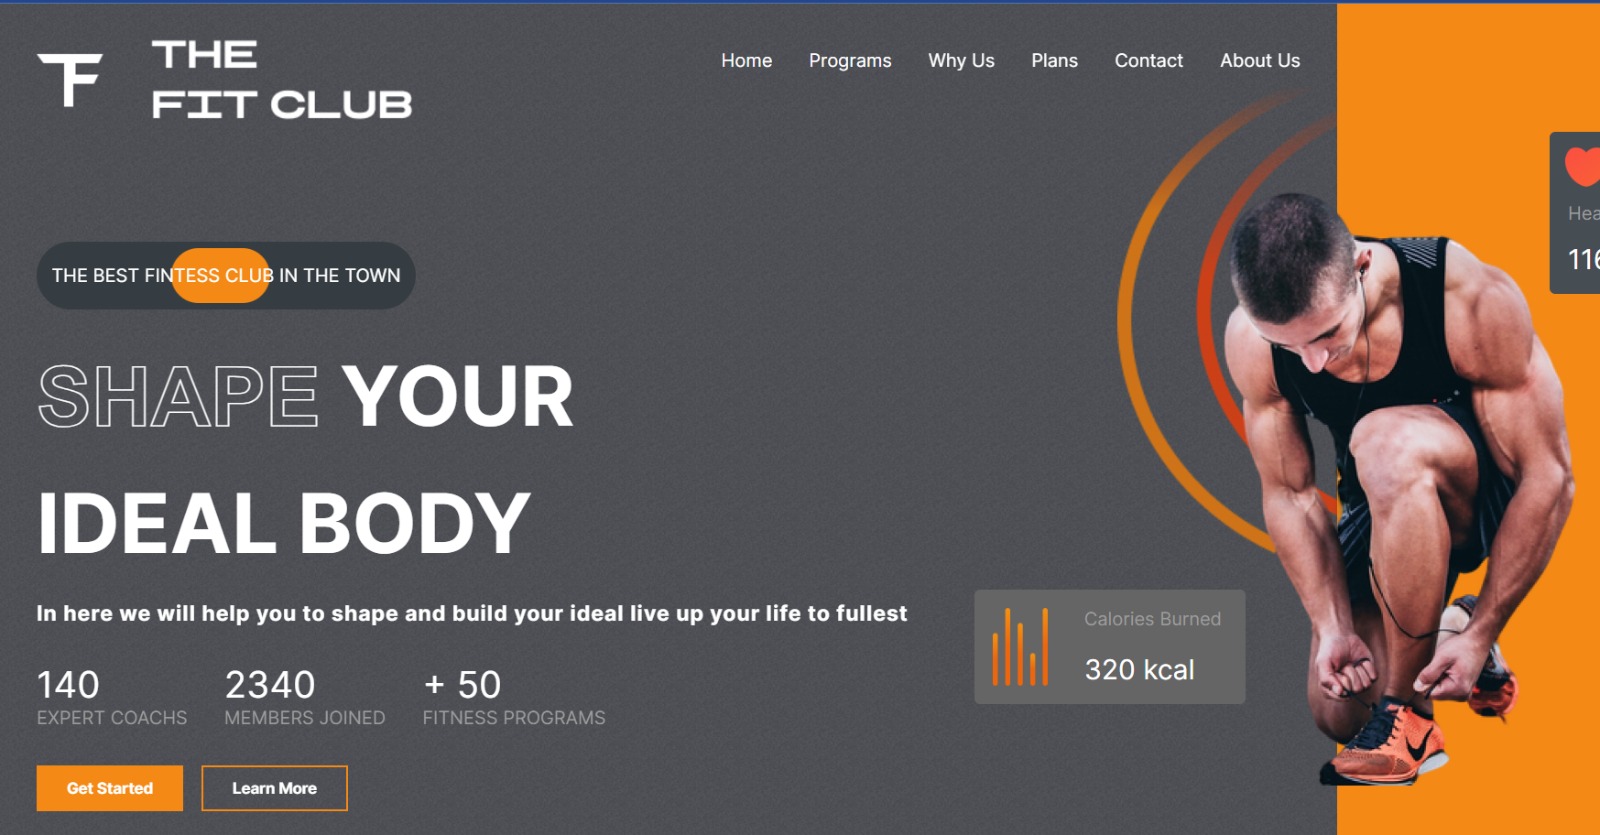 THE
FIT CLUB
Home Programs Why Us Plans Contact About Us
THE BEST FINTESS CLUB IN THE TOWN
SHAPE YOUR
IDEAL BODY
In here we will help you to shape and build your ideal live up your life to fullest
140 2340 + 50
EXPERT COACHS MEMBERS JOINED FITNESS PROGRAMS
Get Started Learn More
Calories Burned
320 kcal